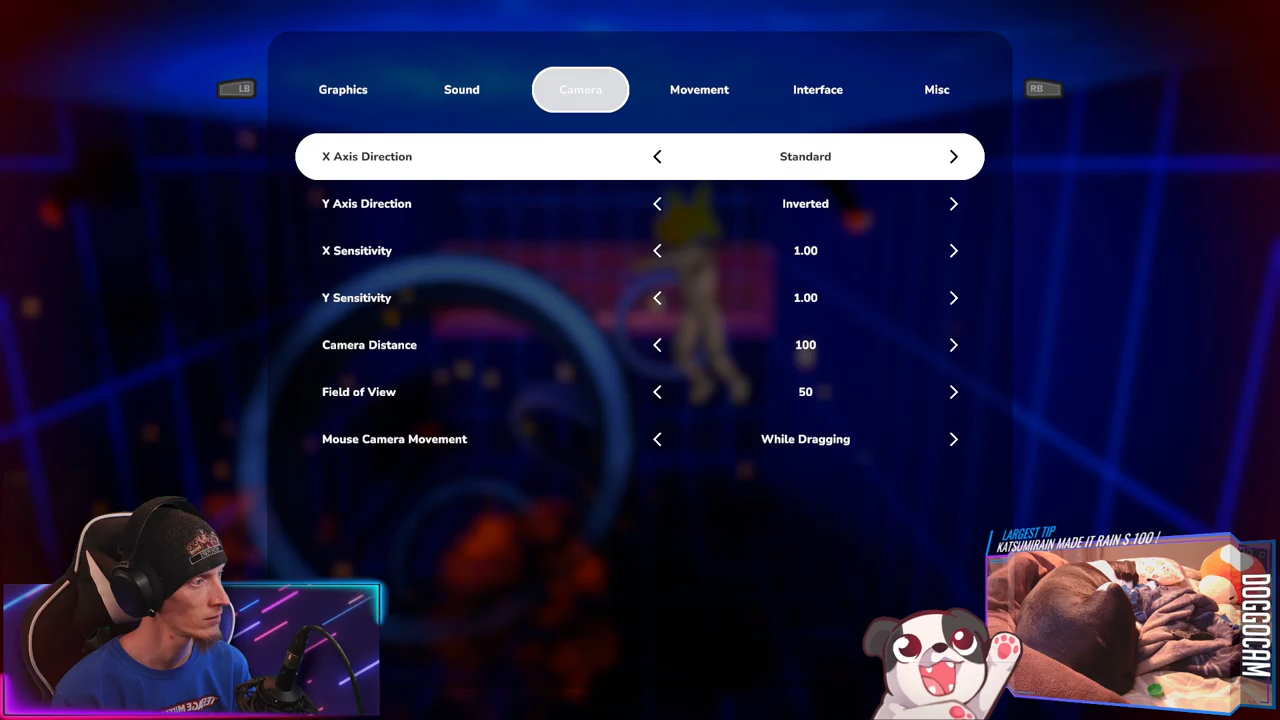 LB
Graphics
Sound
Camera
Movement
Interface
Misc
RB
X Axis Direction
Standard
Y Axis Direction
Inverted
X Sensitivity
1.00
Y Sensitivity
1.00
Camera Distance
100
Field of View
50
Mouse Camera Movement
While Dragging
LARGEST TIP
KATSUMIRAIN MADE IT RAIN $ 100 !
DOGGOCAM